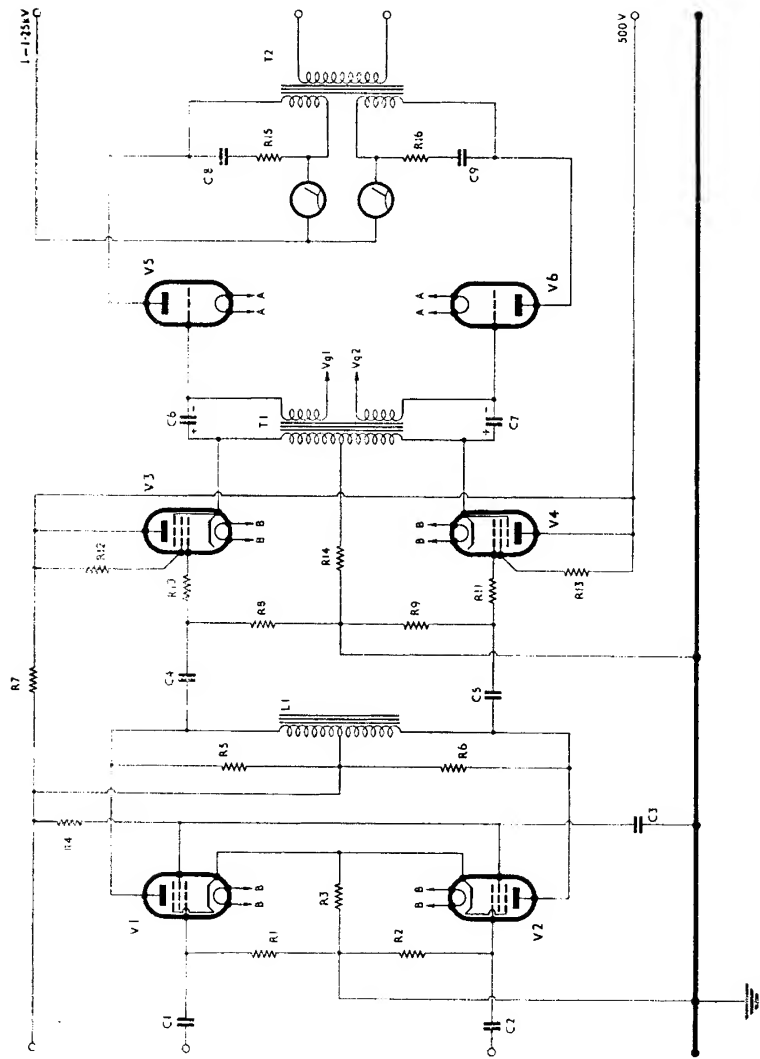 1–1·25kV
T2
500V
C8
R15
R16
C9
V5
A
A
A
A
V6
C6
+
–
T1
Vg1
Vg2
–
+
C7
V3
B
B
R12
R14
B
B
V4
R8
R9
R11
R13
R7
C4
L1
C5
R5
R6
R4
C3
V1
B
B
R3
B
B
V2
R1
R2
C1
C2